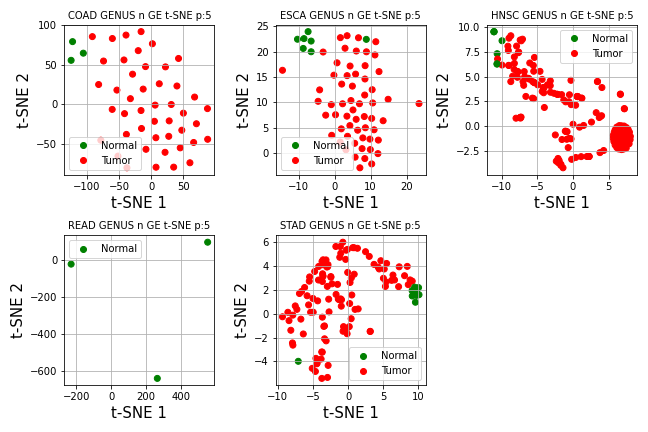 COAD GENUS n GE t-SNE p:5
ESCA GENUS n GE t-SNE p:5
HNSC GENUS n GE t-SNE p:5
100
50
0
−50
t-SNE 2
Normal
Tumor
−100
−50
0
50
t-SNE 1
25
20
15
10
5
0
t-SNE 2
Normal
Tumor
−10
0
10
20
t-SNE 1
10.0
7.5
5.0
2.5
0.0
−2.5
t-SNE 2
Normal
Tumor
−10
−5
0
5
t-SNE 1
READ GENUS n GE t-SNE p:5
STAD GENUS n GE t-SNE p:5
0
−200
−400
−600
t-SNE 2
Normal
−200
0
200
400
t-SNE 1
6
4
2
0
−2
−4
t-SNE 2
Normal
Tumor
−10
−5
0
5
10
t-SNE 1